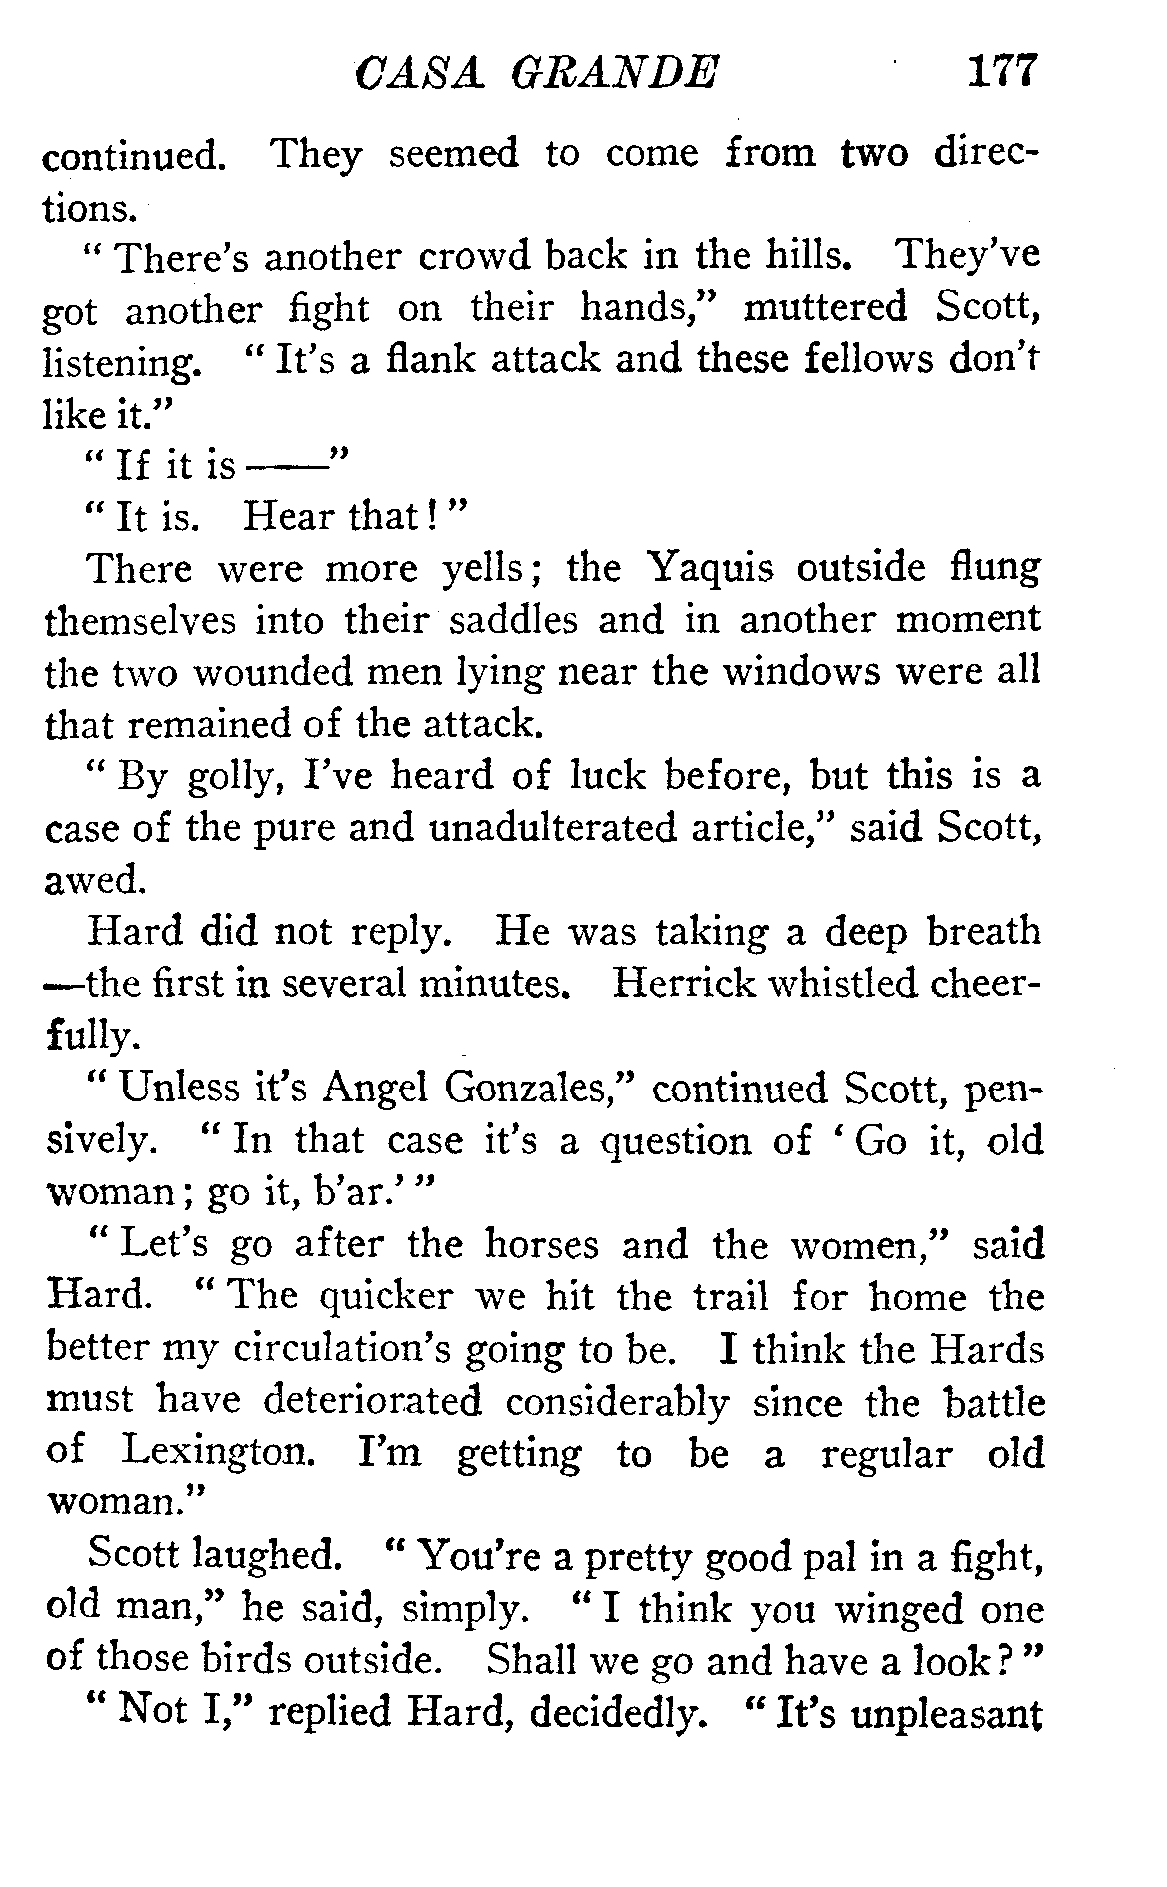 CASA GRANDE 177
continued. They seemed to come from two direc-
tions.
“ There’s another crowd back in the hills. They’ve
got another fight on their hands,” muttered Scott,
listening. “ It’s a flank attack and these fellows don’t
like it.”
“ If it is ——”
“ It is. Hear that! ”
There were more yells; the Yaquis outside flung
themselves into their saddles and in another moment
the two wounded men lying near the windows were all
that remained of the attack.
“ By golly, I’ve heard of luck before, but this is a
case of the pure and unadulterated article,” said Scott,
awed.
Hard did not reply. He was taking a deep breath
—the first in several minutes. Herrick whistled cheer-
fully.
“ Unless it’s Angel Gonzales,” continued Scott, pen-
sively. “ In that case it’s a question of ‘ Go it, old
woman; go it, b’ar.’ ”
“ Let’s go after the horses and the women,” said
Hard. “ The quicker we hit the trail for home the
better my circulation’s going to be. I think the Hards
must have deteriorated considerably since the battle
of Lexington. I’m getting to be a regular old
woman.”
Scott laughed. “ You’re a pretty good pal in a fight,
old man,” he said, simply. “ I think you winged one
of those birds outside. Shall we go and have a look? ”
“ Not I,” replied Hard, decidedly. “ It’s unpleasant